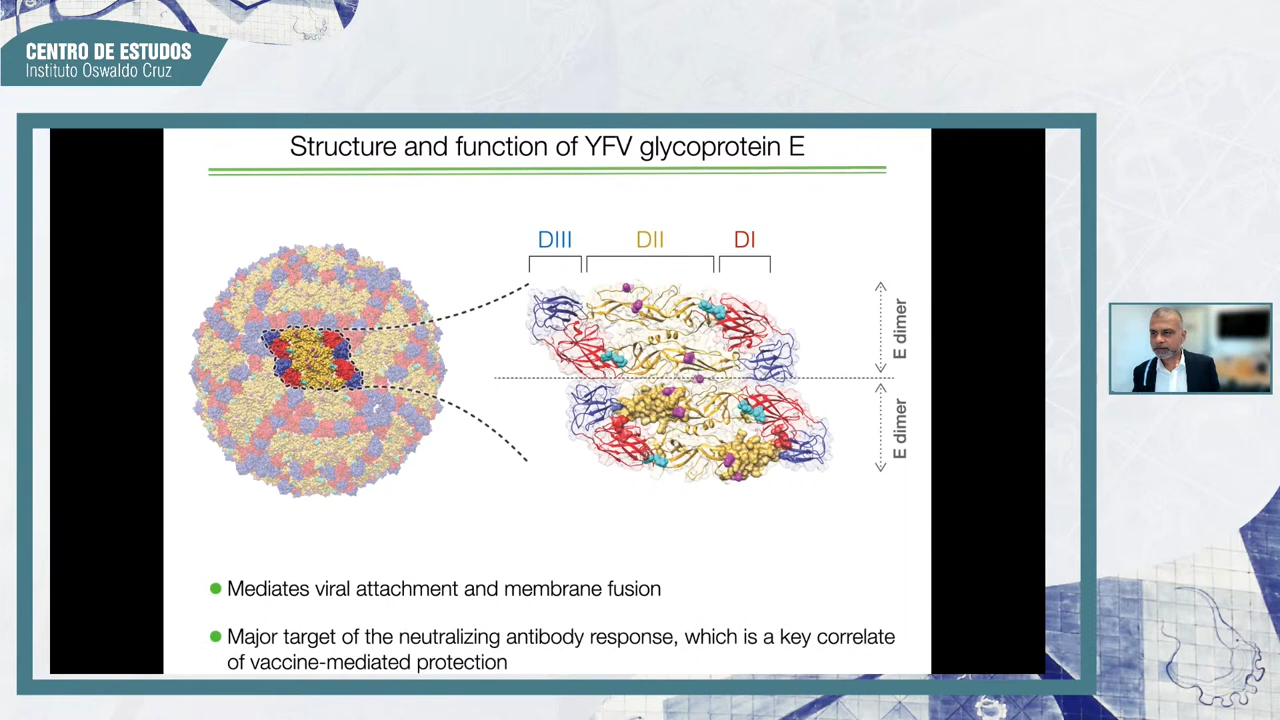 CENTRO DE ESTUDOS
Instituto Oswaldo Cruz
Structure and function of YFV glycoprotein E
DIII DII DI
E dimer
E dimer
Mediates viral attachment and membrane fusion
Major target of the neutralizing antibody response, which is a key correlate
of vaccine-mediated protection